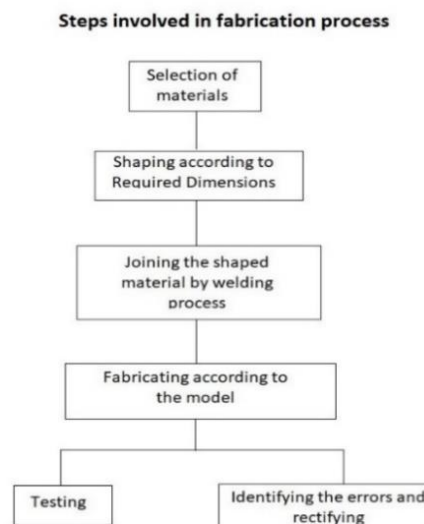 Steps involved in fabrication process
Selection of
materials
Shaping according to
Required Dimensions
Joining the shaped
material by welding
process
Fabricating according to
the model
Testing
Identifying the errors and
rectifying